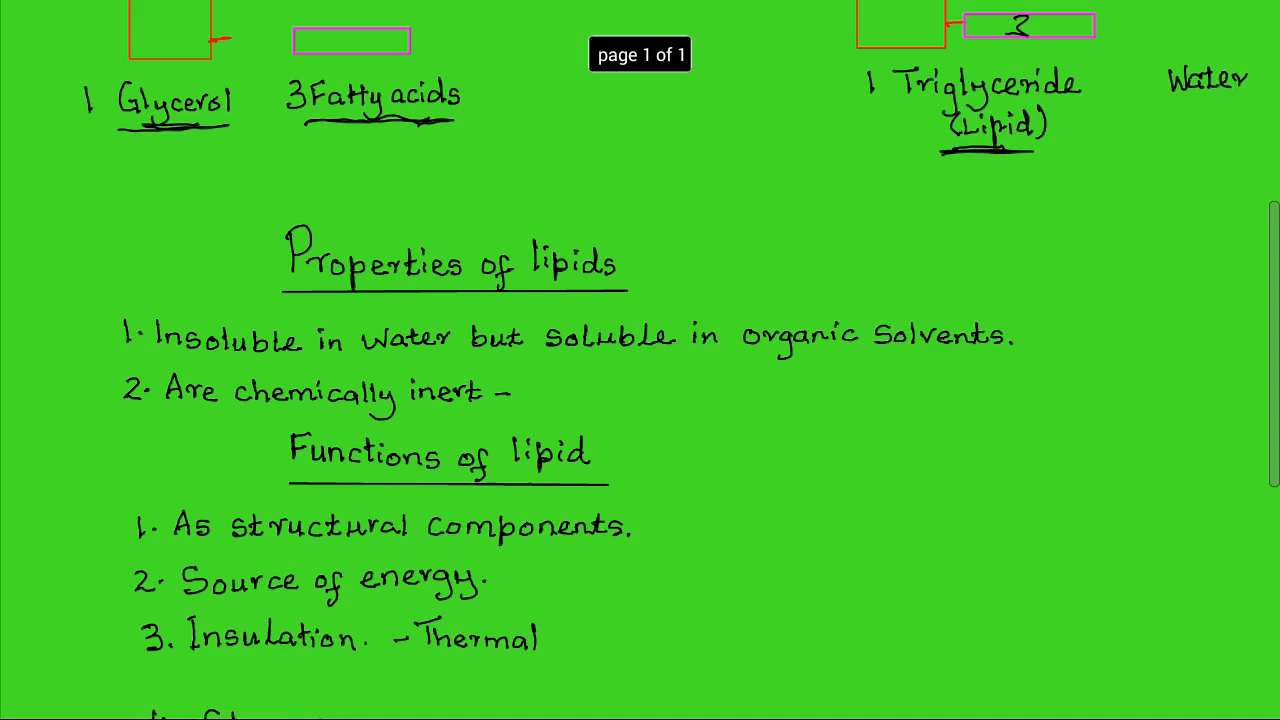 3
page 1 of 1
1 Glycerol 3 Fatty acids 1 Triglyceride Water
(Lipid)
Properties of lipids
1. Insoluble in water but soluble in organic solvents.
2. Are chemically inert -
Functions of lipid
1. As structural components.
2. Source of energy.
3. Insulation. - Thermal